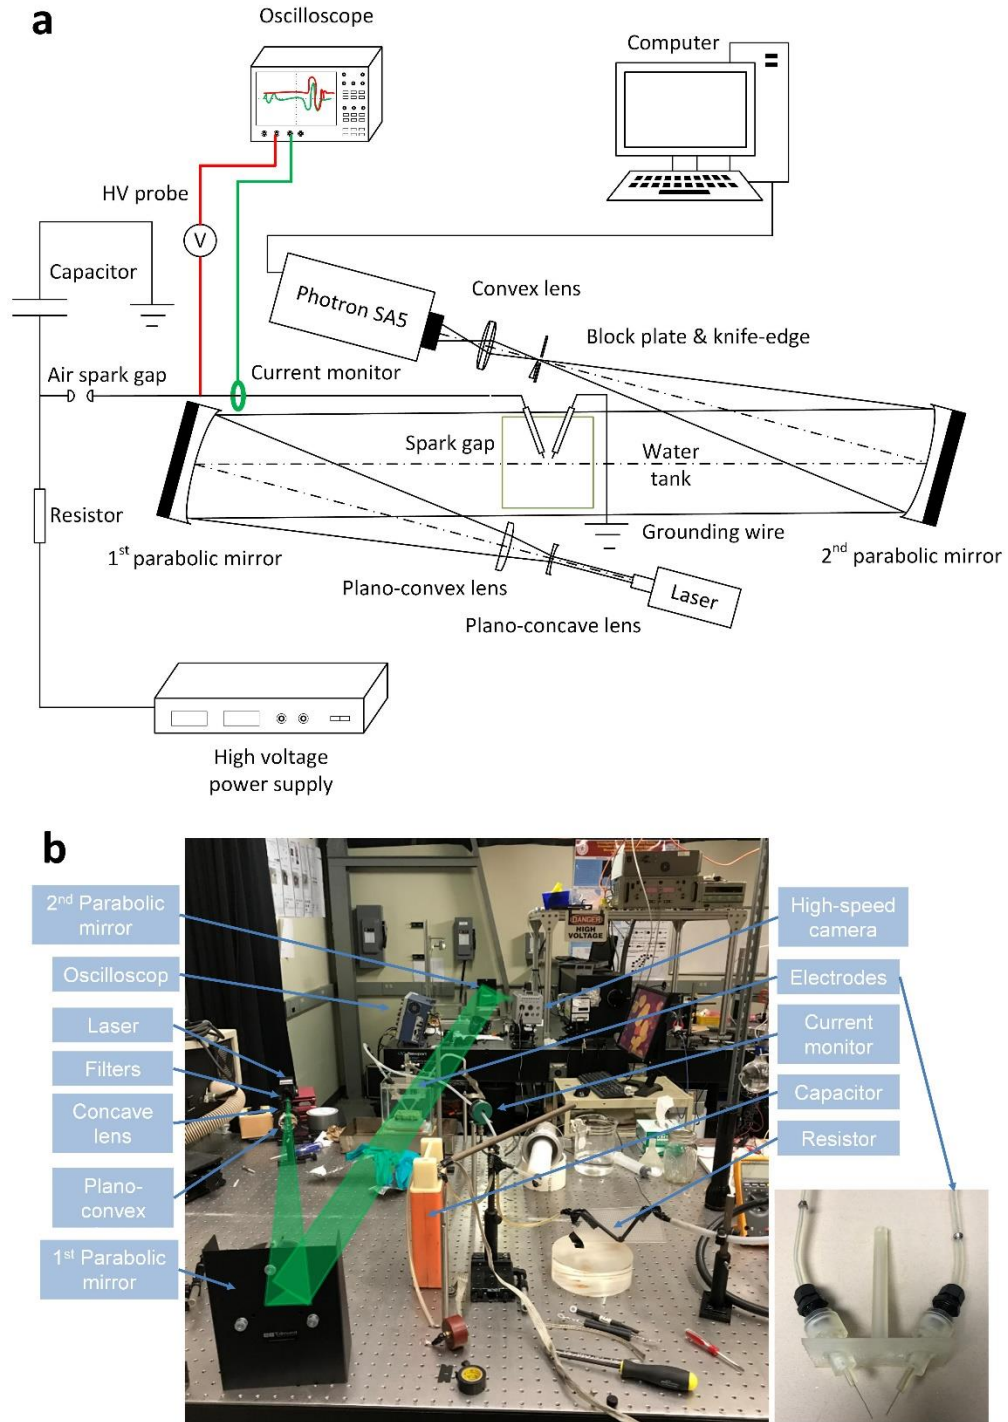 a
Oscilloscope
Computer
HV probe
V
Capacitor
Photron SA5
Convex lens
Block plate & knife-edge
Air spark gap
Current monitor
Spark gap
Water
tank
Resistor
Grounding wire
1st parabolic mirror
2nd parabolic mirror
Plano-convex lens
Laser
Plano-concave lens
High voltage
power supply
b
2nd Parabolic
mirror
Oscilloscop
Laser
Filters
Concave
lens
Plano-
convex
1st Parabolic
mirror
High-speed
camera
Electrodes
Current
monitor
Capacitor
Resistor
DANGER
HIGH
VOLTAGE